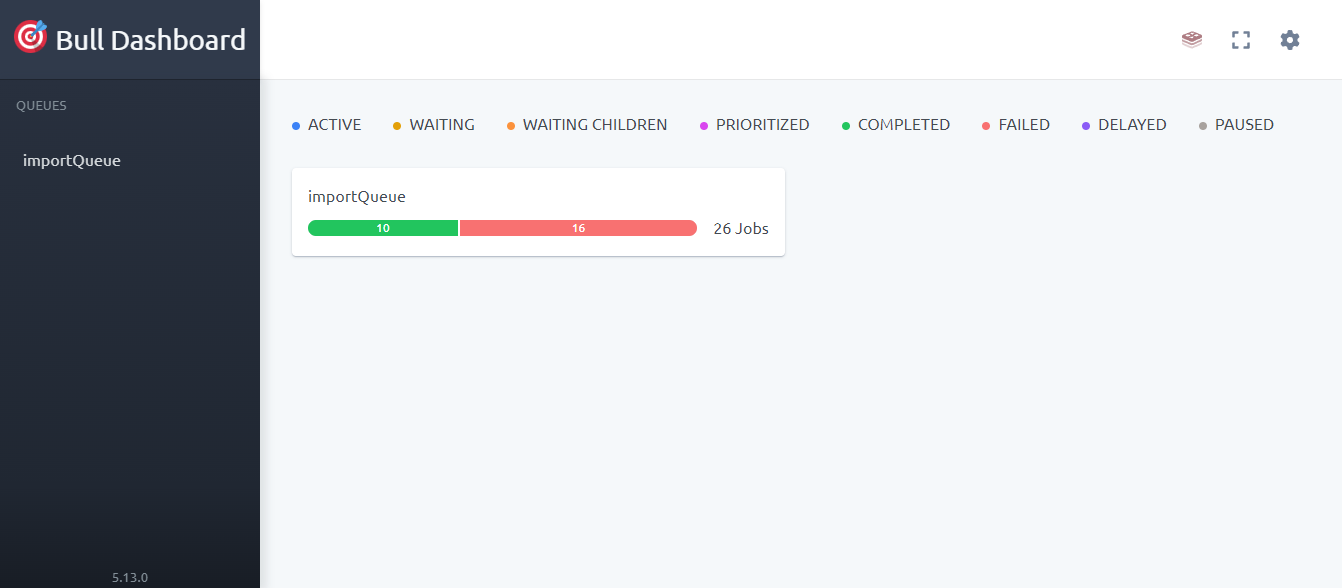 Bull Dashboard
QUEUES
importQueue
5.13.0
ACTIVE WAITING WAITING CHILDREN PRIORITIZED COMPLETED FAILED DELAYED PAUSED
importQueue
10 16 26 Jobs